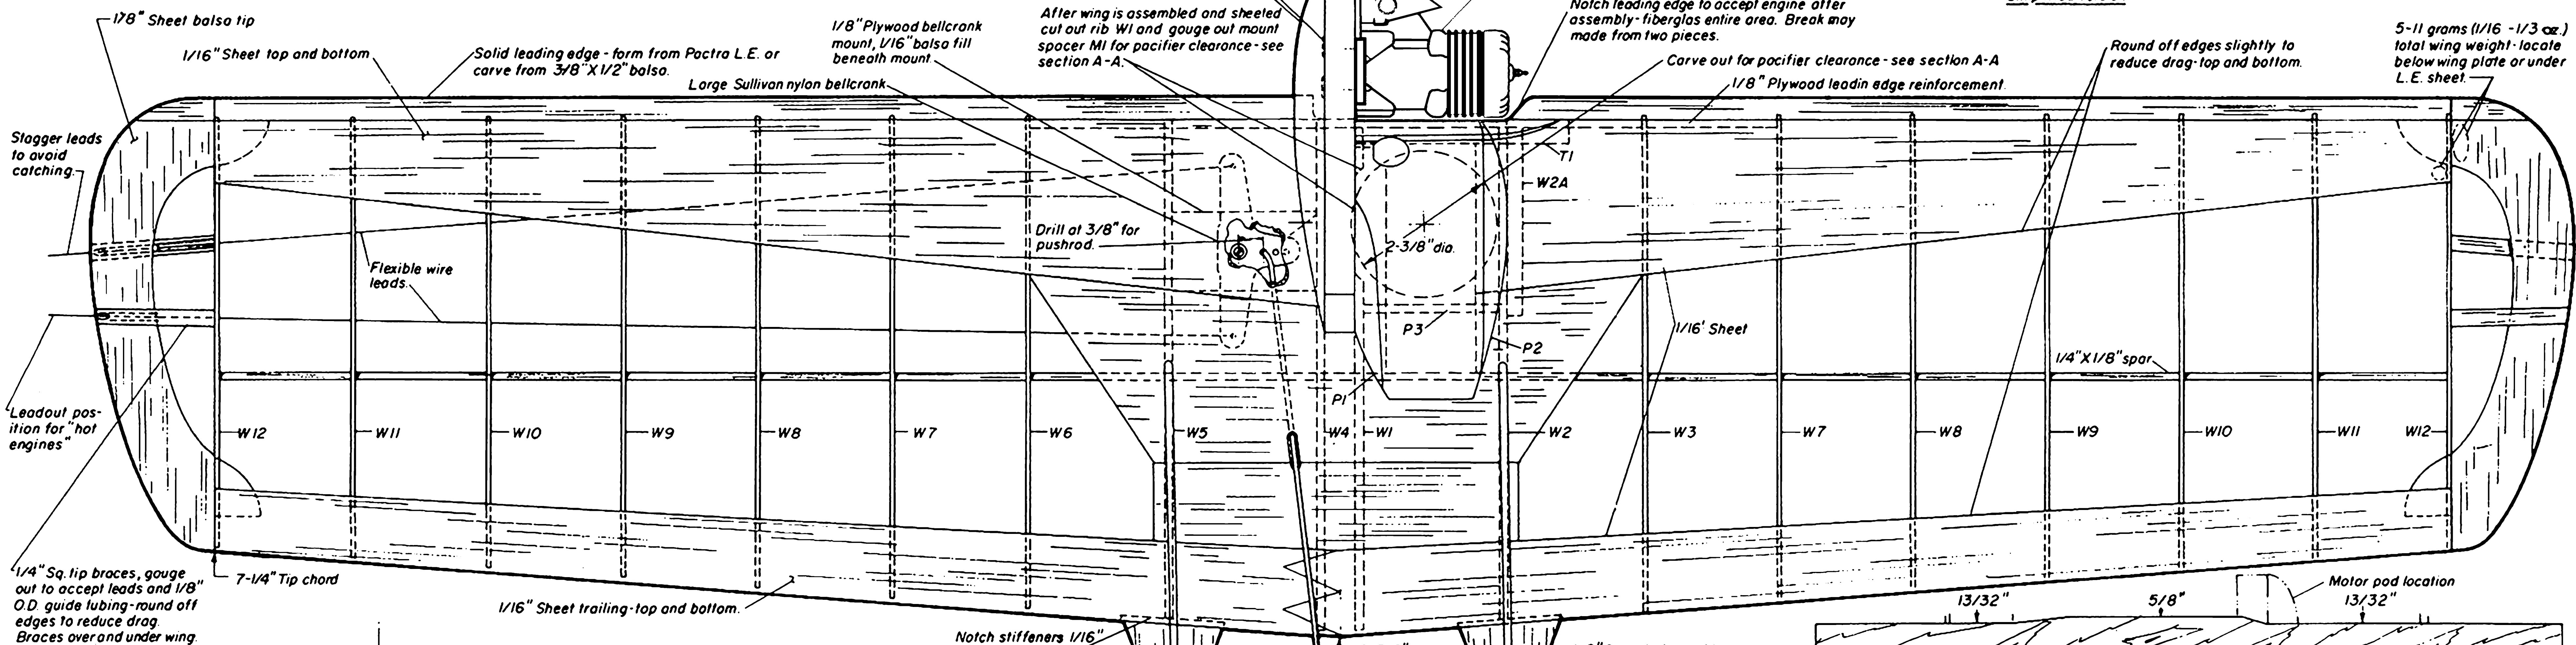 1/8" Sheet balsa tip
1/16" Sheet top and bottom
Solid leading edge - form from Pactra L.E. or
carve from 3/8" X 1/2" balsa.
1/8" Plywood bellcrank
mount, 1/16" balsa fill
beneath mount
Large Sullivan nylon bellcrank
After wing is assembled and sheeted
cut out rib W1 and gouge out mount
spacer M1 for pacifier clearance - see
section A-A.
Notch leading edge to accept engine after
assembly - fiberglas entire area. Break may
made from two pieces.
Carve out for pacifier clearance - see section A-A
1/8" Plywood leadin edge reinforcement.
Round off edges slightly to
reduce drag - top and bottom.
5-11 grams (1/16 - 1/3 oz.)
total wing weight - locate
below wing plate or under
L.E. sheet.
Stagger leads
to avoid
catching.
T1
W2A
Drill at 3/8" for
pushrod.
2-3/8" dia.
Flexible wire
leads.
P3
P2
1/16' Sheet
1/4" X 1/8" spar
P1
Leadout pos-
ition for "hot
engines"
W12
W11
W10
W9
W8
W7
W6
W5
W4
W1
W2
W3
W7
W8
W9
W10
W11
W12
1/4" Sq. tip braces, gouge
out to accept leads and 1/8"
O.D. guide tubing - round off
edges to reduce drag.
Braces over and under wing.
7-1/4" Tip chord
1/16" Sheet trailing - top and bottom.
Notch stiffeners 1/16"
Motor pod location
13/32"
5/8"
13/32"